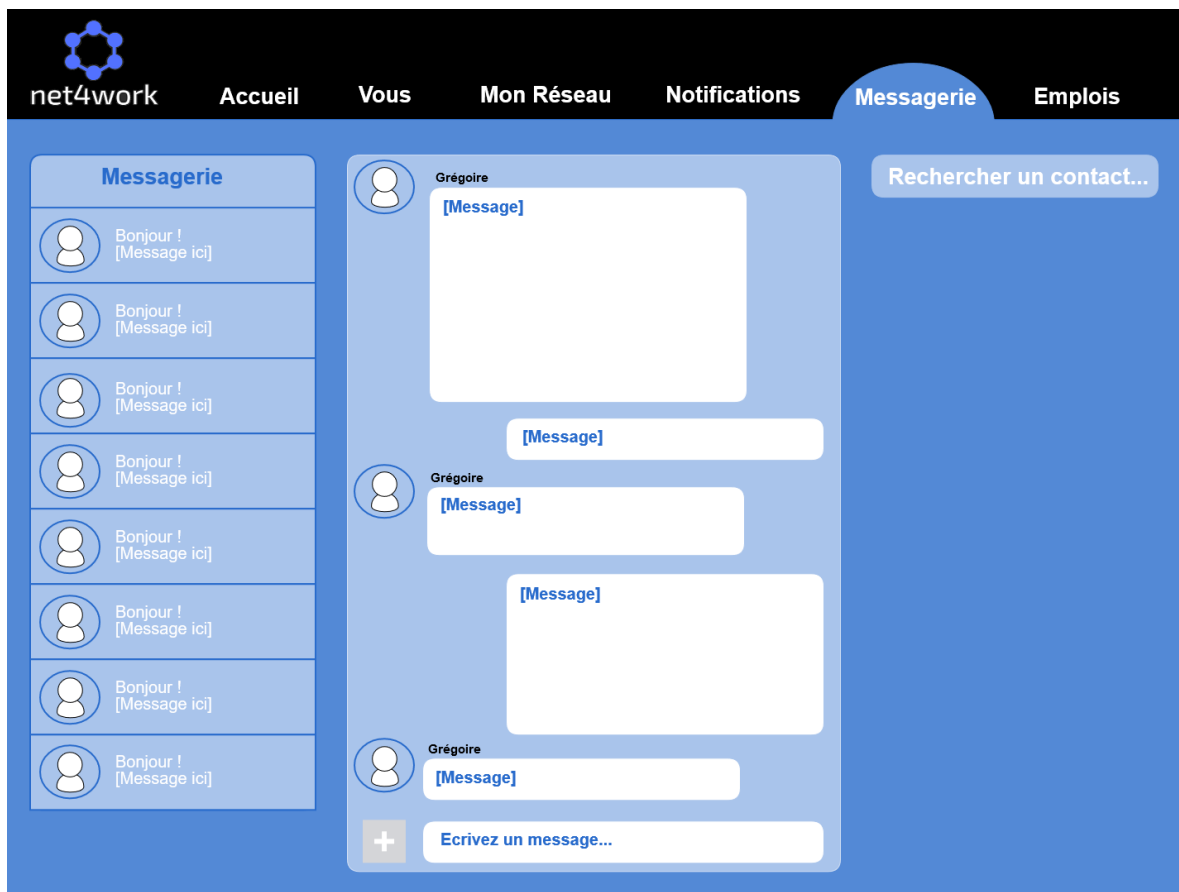 net4work
Accueil
Vous
Mon Réseau
Notifications
Messagerie
Emplois
Messagerie
Bonjour !
[Message ici]
Bonjour !
[Message ici]
Bonjour !
[Message ici]
Bonjour !
[Message ici]
Bonjour !
[Message ici]
Bonjour !
[Message ici]
Bonjour !
[Message ici]
Bonjour !
[Message ici]
Grégoire
[Message]
[Message]
Grégoire
[Message]
[Message]
Grégoire
[Message]
Ecrivez un message...
Rechercher un contact...